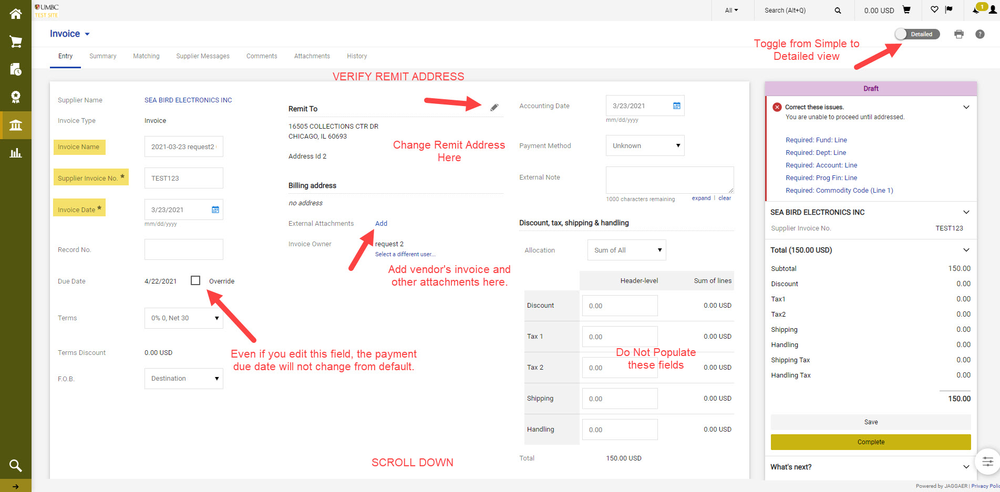 UMBC
TEST SITE
All
Search (Alt+Q)
0.00 USD
1
Invoice
Detailed
?
Toggle from Simple to
Detailed view
Entry
Summary
Matching
Supplier Messages
Comments
Attachments
History
VERIFY REMIT ADDRESS
Supplier Name
SEA BIRD ELECTRONICS INC
Invoice Type
Invoice
Invoice Name
2021-03-23 request2
Supplier Invoice No. ★
TEST123
Invoice Date ★
3/23/2021
mm/dd/yyyy
Record No.
Due Date
4/22/2021
Override
Terms
0% 0, Net 30
Terms Discount
0.00 USD
F.O.B.
Destination
Even if you edit this field, the payment
due date will not change from default.
Remit To
16505 COLLECTIONS CTR DR
CHICAGO, IL 60693
Address Id 2
Change Remit Address
Here
Billing address
no address
External Attachments
Add
Invoice Owner
request 2
Select a different user...
Add vendor's invoice and
other attachments here.
SCROLL DOWN
Accounting Date
3/23/2021
mm/dd/yyyy
Payment Method
Unknown
External Note
1000 characters remaining
expand | clear
Discount, tax, shipping & handling
Allocation
Sum of All
Header-level
Sum of lines
Discount
0.00
0.00 USD
Tax 1
0.00
0.00 USD
Do Not Populate
these fields
Tax 2
0.00
0.00 USD
Shipping
0.00
0.00 USD
Handling
0.00
0.00 USD
Total
150.00 USD
Draft
Correct these issues.
You are unable to proceed until addressed.
Required: Fund: Line
Required: Dept: Line
Required: Account: Line
Required: Prog Fin: Line
Required: Commodity Code (Line 1)
SEA BIRD ELECTRONICS INC
Supplier Invoice No.
TEST123
Total (150.00 USD)
Subtotal
150.00
Discount
0.00
Tax1
0.00
Tax2
0.00
Shipping
0.00
Handling
0.00
Shipping Tax
0.00
Handling Tax
0.00
150.00
Save
Complete
What's next?
Powered by JAGGAER | Privacy Polic